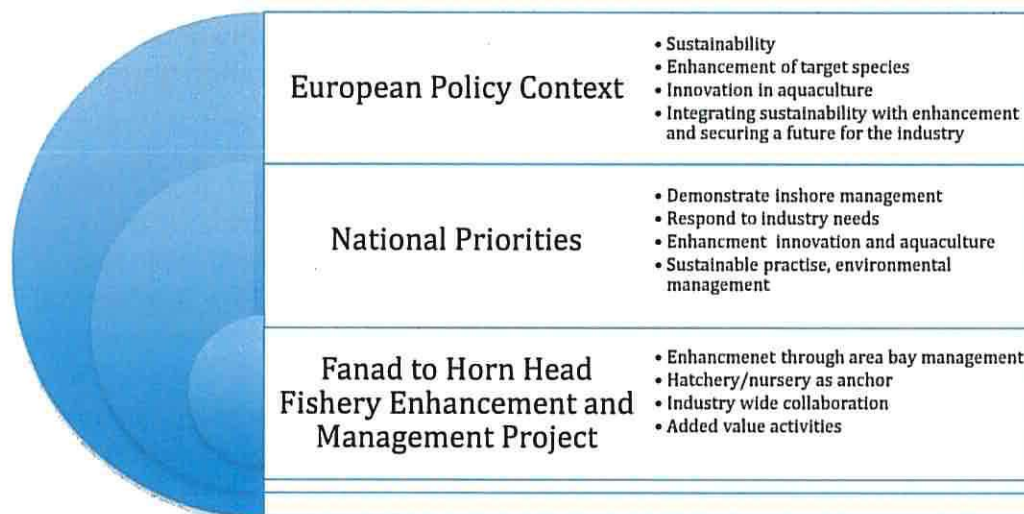 European Policy Context
• Sustainability
• Enhancement of target species
• Innovation in aquaculture
• Integrating sustainability with enhancement
and securing a future for the industry
National Priorities
• Demonstrate inshore management
• Respond to industry needs
• Enhancment innovation and aquaculture
• Sustainable practise, environmental
management
Fanad to Horn Head
Fishery Enhancement and
Management Project
• Enhancmenet through area bay management
• Hatchery/nursery as anchor
• Industry wide collaboration
• Added value activities